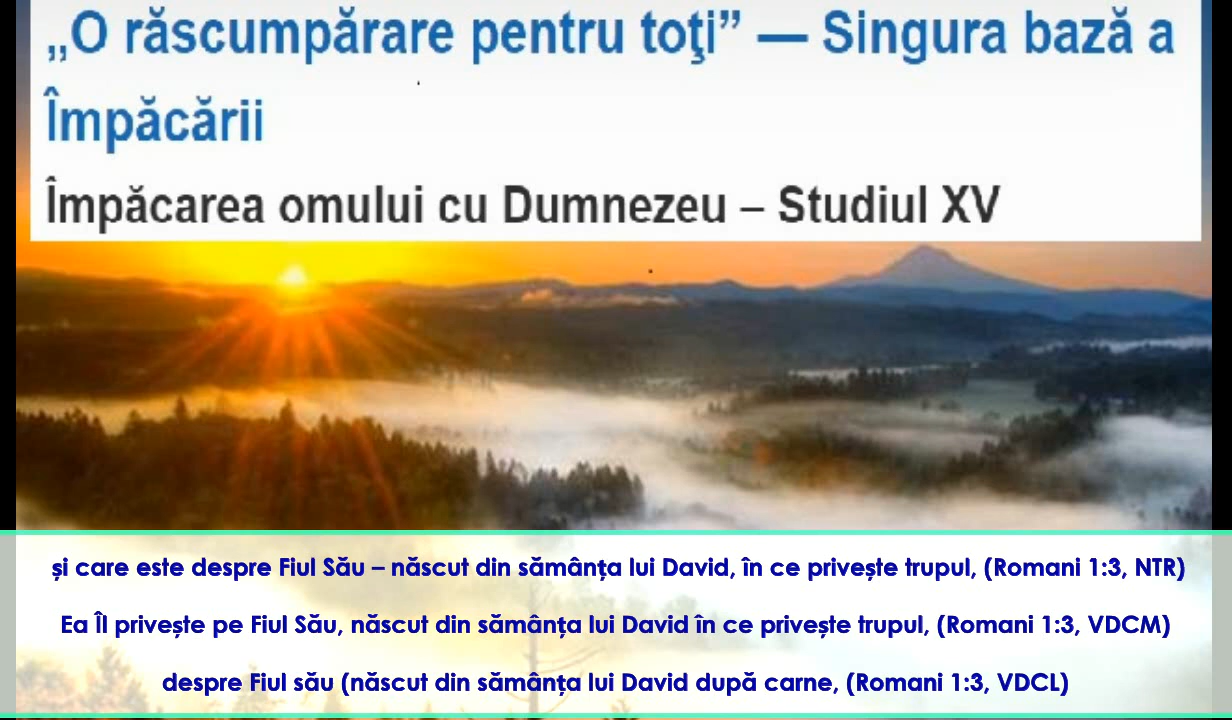 „O răscumpărare pentru toţi” — Singura bază a
Împăcării
Împăcarea omului cu Dumnezeu – Studiul XV
și care este despre Fiul Său – născut din sămânța lui David, în ce privește trupul, (Romani 1:3, NTR)
Ea Îl privește pe Fiul Său, născut din sămânța lui David în ce privește trupul, (Romani 1:3, VDCM)
despre Fiul său (născut din sămânța lui David după carne, (Romani 1:3, VDCL)